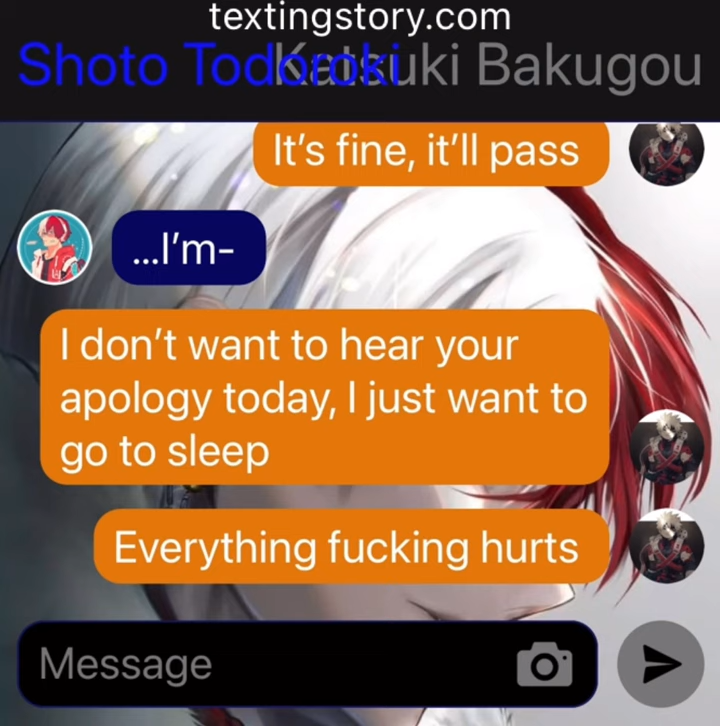 textingstory.com
Shoto Todoroki Katsuki Bakugou
It's fine, it'll pass
...I'm-
I don't want to hear your
apology today, I just want to
go to sleep
Everything fucking hurts
Message